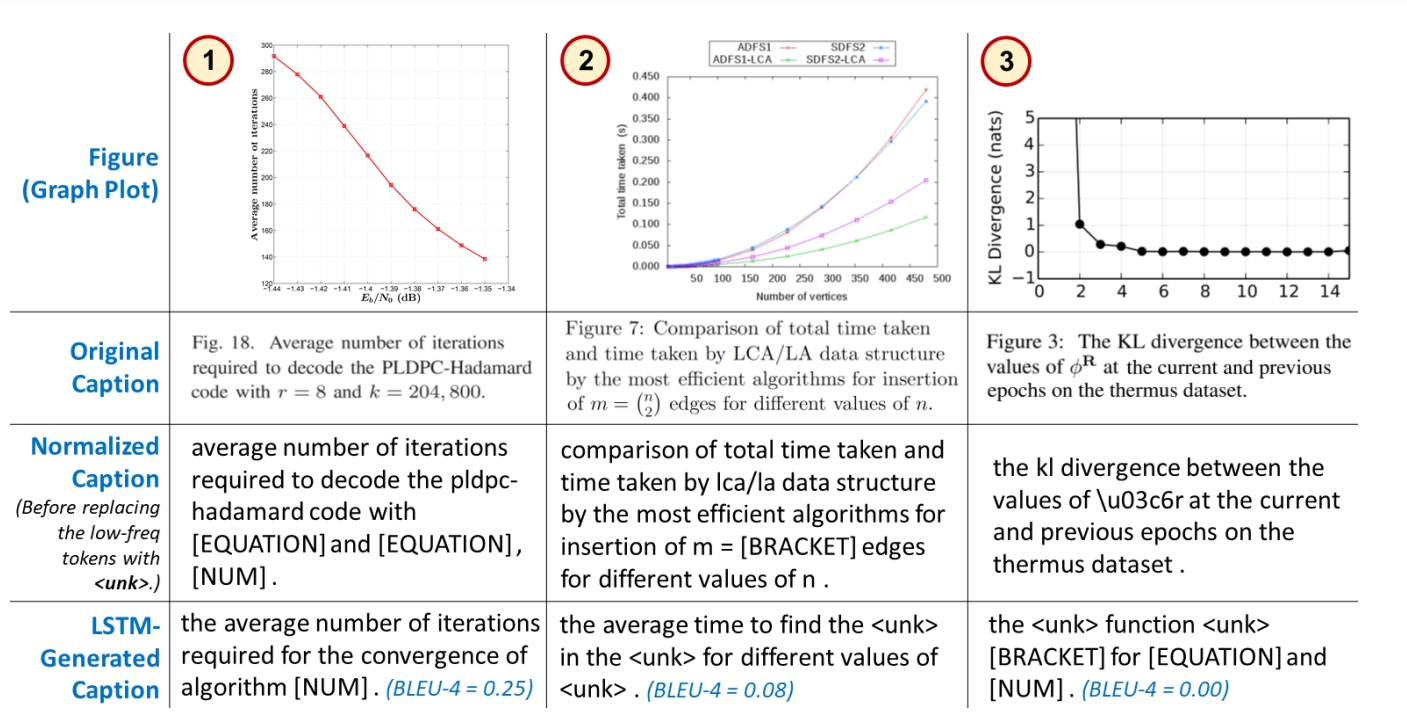 Figure
(Graph Plot)
1
300
280
260
240
220
200
180
160
140
120
Average number of iterations
-1.44 -1.43 -1.42 -1.41 -1.4 -1.39 -1.38 -1.37 -1.36 -1.35 -1.34
Eb/N0 (dB)
2
ADFS1 SDFS2
ADFS1-LCA SDFS2-LCA
0.450
0.400
0.350
0.300
0.250
0.200
0.150
0.100
0.050
0.000
Total time taken (s)
50 100 150 200 250 300 350 400 450 500
Number of vertices
3
KL Divergence (nats)
5
4
3
2
1
0
−1
0 2 4 6 8 10 12 14
Original
Caption
Fig. 18. Average number of iterations
required to decode the PLDPC-Hadamard
code with r = 8 and k = 204, 800.
Figure 7: Comparison of total time taken
and time taken by LCA/LA data structure
by the most efficient algorithms for insertion
of m = (n 2) edges for different values of n.
Figure 3: The KL divergence between the
values of ϕR at the current and previous
epochs on the thermus dataset.
Normalized
Caption
(Before replacing
the low-freq
tokens with
<unk>.)
average number of iterations
required to decode the pldpc-
hadamard code with
[EQUATION] and [EQUATION] ,
[NUM] .
comparison of total time taken and
time taken by lca/la data structure
by the most efficient algorithms for
insertion of m = [BRACKET] edges
for different values of n .
the kl divergence between the
values of \u03c6r at the current
and previous epochs on the
thermus dataset .
LSTM-
Generated
Caption
the average number of iterations
required for the convergence of
algorithm [NUM] . (BLEU-4 = 0.25)
the average time to find the <unk>
in the <unk> for different values of
<unk> . (BLEU-4 = 0.08)
the <unk> function <unk>
[BRACKET] for [EQUATION] and
[NUM] . (BLEU-4 = 0.00)